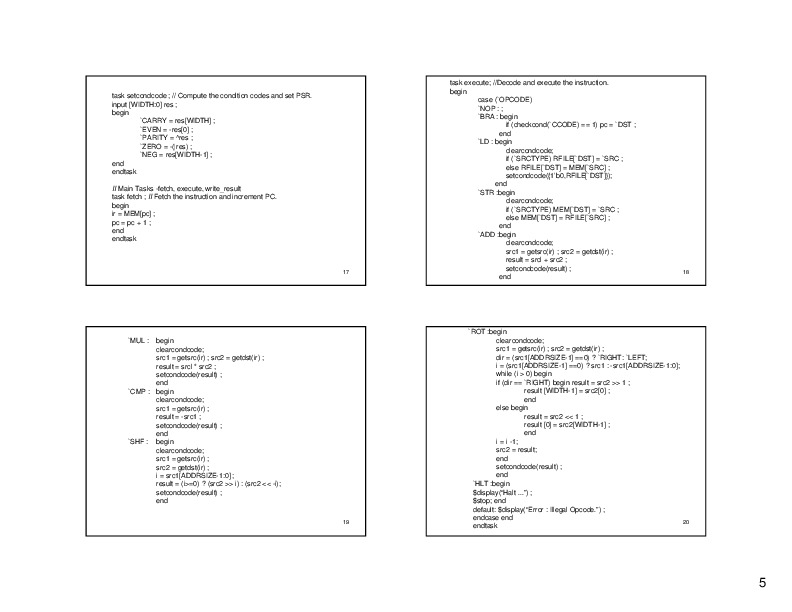 task setcondcode ; // Compute the condition codes and set PSR.
input [WIDTH:0] res ;
begin
`CARRY = res[WIDTH] ;
`EVEN = ~res[0] ;
`PARITY = ^res ;
`ZERO = ~(|res) ;
`NEG = res[WIDTH-1] ;
end
endtask
// Main Tasks -fetch, execute, write_result
task fetch ; // Fetch the instruction and increment PC.
begin
ir = MEM[pc] ;
pc = pc + 1 ;
end
endtask
17
task execute; //Decode and execute the instruction.
begin
case (`OPCODE)
`NOP : ;
`BRA : begin
if (checkcond(`CCODE) == 1) pc = `DST ;
end
`LD : begin
clearcondcode;
if (`SRCTYPE) RFILE[`DST] = `SRC ;
else RFILE[`DST] = MEM[`SRC] ;
setcondcode({1'b0,RFILE[`DST]});
end
`STR :begin
clearcondcode;
if (`SRCTYPE) MEM[`DST] = `SRC ;
else MEM[`DST] = RFILE[`SRC] ;
end
`ADD :begin
clearcondcode;
src1 = getsrc(ir) ; src2 = getdst(ir) ;
result = src1 + src2 ;
setcondcode(result) ;
end
18
`MUL : begin
clearcondcode;
src1 = getsrc(ir) ; src2 = getdst(ir) ;
result = src1 * src2 ;
setcondcode(result) ;
end
`CMP : begin
clearcondcode;
src1 = getsrc(ir) ;
result = ~src1 ;
setcondcode(result) ;
end
`SHF : begin
clearcondcode;
src1 = getsrc(ir) ;
src2 = getdst(ir) ;
i = src1[ADDRSIZE-1:0] ;
result = (i>=0) ? (src2 >> i) : (src2 << -i) ;
setcondcode(result) ;
end
19
`ROT :begin
clearcondcode;
src1 = getsrc(ir) ; src2 = getdst(ir) ;
dir = (src1[ADDRSIZE-1] ==0) ? `RIGHT: `LEFT;
i = (src1[ADDRSIZE-1] ==0) ? src1 : -src1[ADDRSIZE-1:0];
while (i > 0) begin
if (dir == `RIGHT) begin result = src2 >> 1 ;
result [WIDTH-1] = src2[0] ;
end
else begin
result = src2 << 1 ;
result [0] = src2[WIDTH-1] ;
end
i = i -1;
src2 = result;
end
setcondcode(result) ;
end
`HLT :begin
$display("Halt ...") ;
$stop; end
default: $display("Error : Illegal Opcode.") ;
endcase end
endtask
20
5